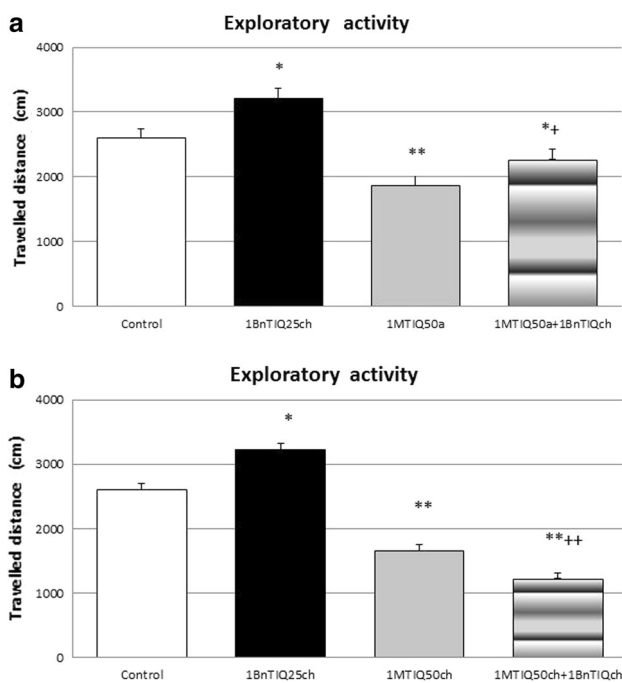 a
Exploratory activity
Travelled distance (cm)
4000
3000
2000
1000
0
*
**
*+
Control
1BnTIQ25ch
1MTIQ50a
1MTIQ50a+1BnTIQch
b
Exploratory activity
Travelled distance (cm)
4000
3000
2000
1000
0
*
**
**++
Control
1BnTIQ25ch
1MTIQ50ch
1MTIQ50ch+1BnTIQch